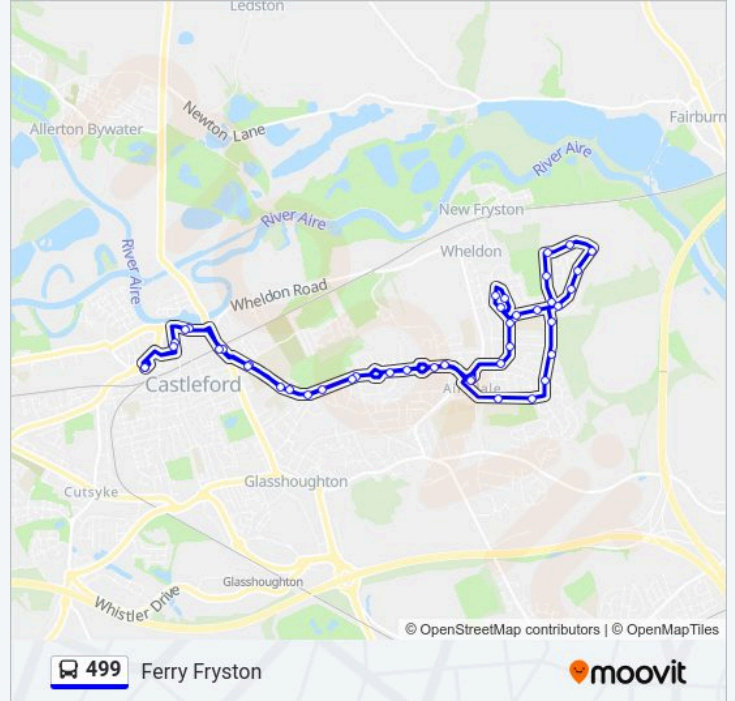 Ledston
Newton Lane
Allerton Bywater
Fairburn
River Aire
New Fryston
River Aire
Wheldon
River Aire
Wheldon Road
Castleford
Glasshoughton
Cutsyke
Glasshoughton
Whistler Drive
© OpenStreetMap contributors | © OpenMapTiles
499
Ferry Fryston
moovit